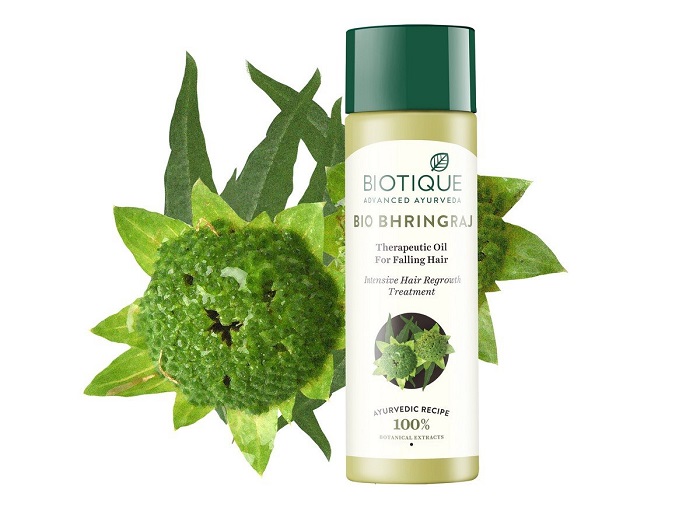 BIOTIQUE
ADVANCED AYURVEDA
BIO BHRINGRAJ
Therapeutic Oil
For Falling Hair
Intensive Hair Regrowth
Treatment
AYURVEDIC RECIPE
100%
BOTANICAL EXTRACTS